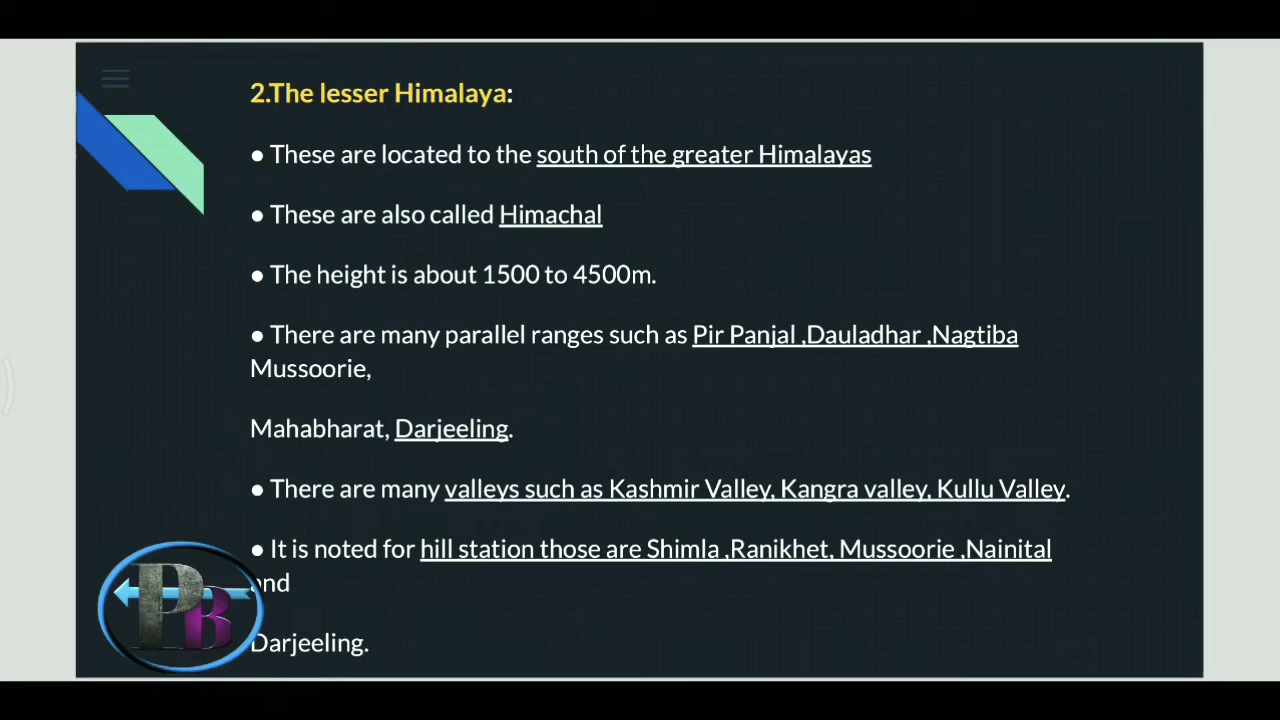 2.The lesser Himalaya:
● These are located to the south of the greater Himalayas
● These are also called Himachal
● The height is about 1500 to 4500m.
● There are many parallel ranges such as Pir Panjal ,Dauladhar ,Nagtiba
Mussoorie,
Mahabharat, Darjeeling.
● There are many valleys such as Kashmir Valley, Kangra valley, Kullu Valley.
● It is noted for hill station those are Shimla ,Ranikhet, Mussoorie ,Nainital
and
Darjeeling.
PB